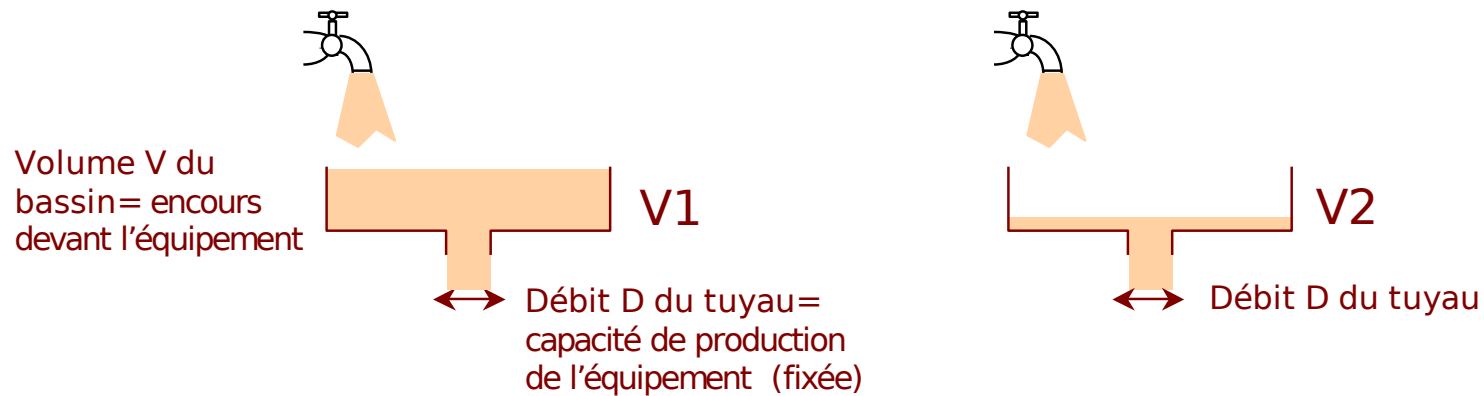 Volume V du
bassin= encours
devant l'équipement
V1
Débit D du tuyau=
capacité de production
de l'équipement (fixée)
V2
Débit D du tuyau